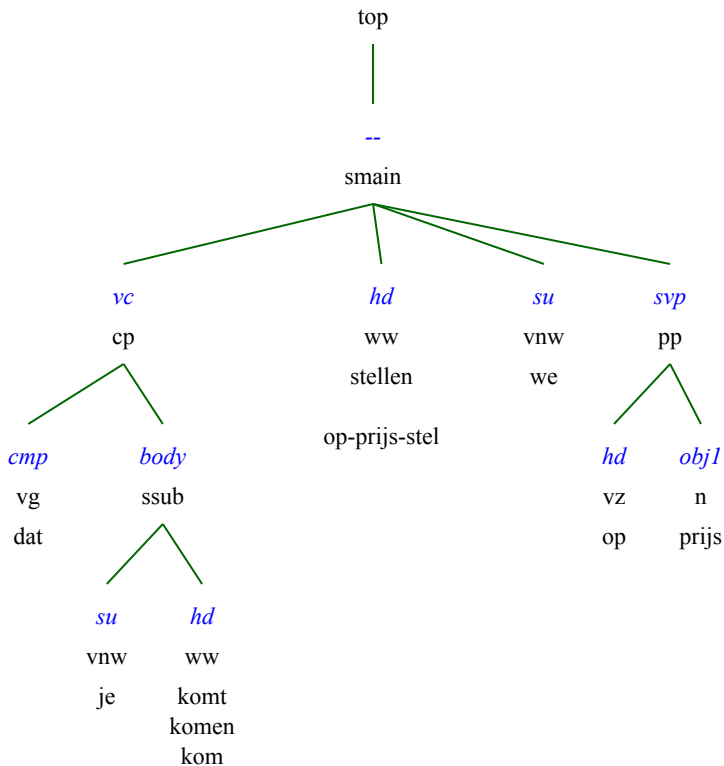 top
--
smain
vc hd su svp
cp ww vnw pp
stellen we
op-prijs-stel
cmp body hd obj1
vg ssub vz n
dat op prijs
su hd
vnw ww
je komt
komen
kom